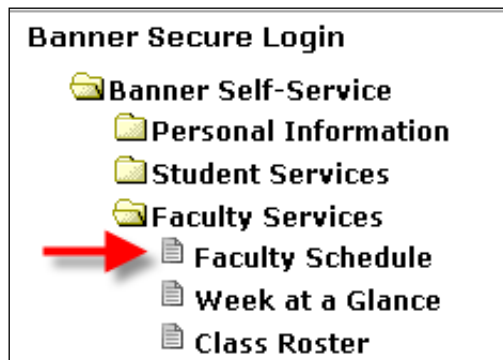 Banner Secure Login
Banner Self-Service
Personal Information
Student Services
Faculty Services
Faculty Schedule
Week at a Glance
Class Roster